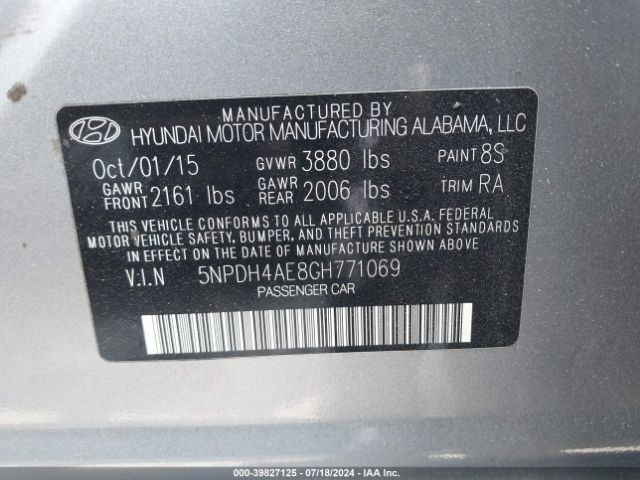 MANUFACTURED BY
HYUNDAI MOTOR MANUFACTURING ALABAMA, LLC
Oct/01/15 GVWR 3880 lbs PAINT 8S
GAWR FRONT 2161 lbs GAWR REAR 2006 lbs TRIM RA
THIS VEHICLE CONFORMS TO ALL APPLICABLE U.S.A. FEDERAL
MOTOR VEHICLE SAFETY, BUMPER, AND THEFT PREVENTION STANDARDS
IN EFFECT ON THE DATE OF MANUFACTURE SHOWN ABOVE.
V.I.N 5NPDH4AE8GH771069
PASSENGER CAR
000-39827125 - 07/18/2024 - IAA Inc.